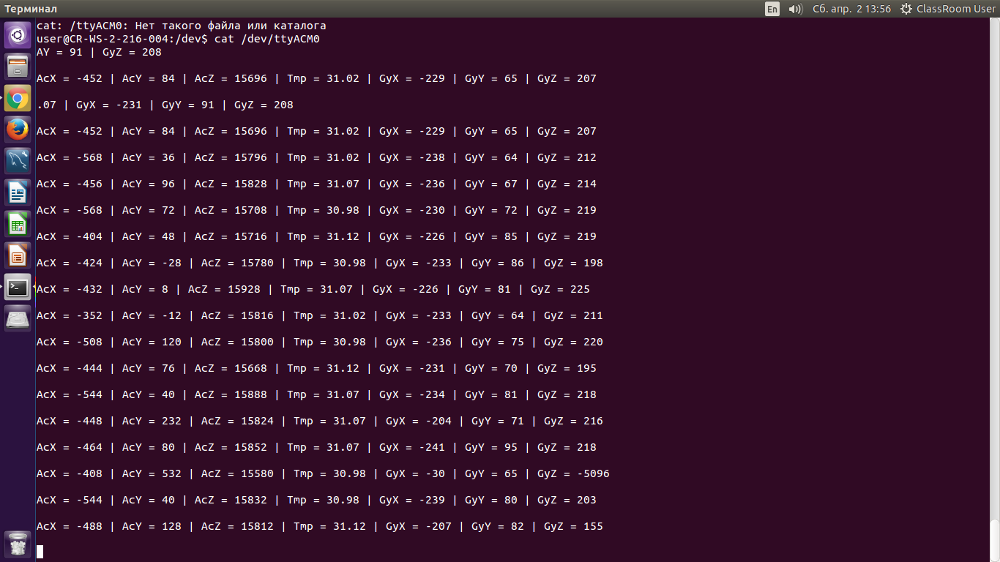 Терминал
En
Сб. апр. 2 13:56
ClassRoom User
cat: /ttyACM0: Нет такого файла или каталога
user@CR-WS-2-216-004:/dev$ cat /dev/ttyACM0
AY = 91 | GyZ = 208
AcX = -452 | AcY = 84 | AcZ = 15696 | Tmp = 31.02 | GyX = -229 | GyY = 65 | GyZ = 207
.07 | GyX = -231 | GyY = 91 | GyZ = 208
AcX = -452 | AcY = 84 | AcZ = 15696 | Tmp = 31.02 | GyX = -229 | GyY = 65 | GyZ = 207
AcX = -568 | AcY = 36 | AcZ = 15796 | Tmp = 31.02 | GyX = -238 | GyY = 64 | GyZ = 212
AcX = -456 | AcY = 96 | AcZ = 15828 | Tmp = 31.07 | GyX = -236 | GyY = 67 | GyZ = 214
AcX = -568 | AcY = 72 | AcZ = 15708 | Tmp = 30.98 | GyX = -230 | GyY = 72 | GyZ = 219
AcX = -404 | AcY = 48 | AcZ = 15716 | Tmp = 31.12 | GyX = -226 | GyY = 85 | GyZ = 219
AcX = -424 | AcY = -28 | AcZ = 15780 | Tmp = 30.98 | GyX = -233 | GyY = 86 | GyZ = 198
AcX = -432 | AcY = 8 | AcZ = 15928 | Tmp = 31.07 | GyX = -226 | GyY = 81 | GyZ = 225
AcX = -352 | AcY = -12 | AcZ = 15816 | Tmp = 31.02 | GyX = -233 | GyY = 64 | GyZ = 211
AcX = -508 | AcY = 120 | AcZ = 15800 | Tmp = 30.98 | GyX = -236 | GyY = 75 | GyZ = 220
AcX = -444 | AcY = 76 | AcZ = 15668 | Tmp = 31.12 | GyX = -231 | GyY = 70 | GyZ = 195
AcX = -544 | AcY = 40 | AcZ = 15888 | Tmp = 31.07 | GyX = -234 | GyY = 81 | GyZ = 218
AcX = -448 | AcY = 232 | AcZ = 15824 | Tmp = 31.07 | GyX = -204 | GyY = 71 | GyZ = 216
AcX = -464 | AcY = 80 | AcZ = 15852 | Tmp = 31.07 | GyX = -241 | GyY = 95 | GyZ = 218
AcX = -408 | AcY = 532 | AcZ = 15580 | Tmp = 30.98 | GyX = -30 | GyY = 65 | GyZ = -5096
AcX = -544 | AcY = 40 | AcZ = 15832 | Tmp = 30.98 | GyX = -239 | GyY = 80 | GyZ = 203
AcX = -488 | AcY = 128 | AcZ = 15812 | Tmp = 31.12 | GyX = -207 | GyY = 82 | GyZ = 155